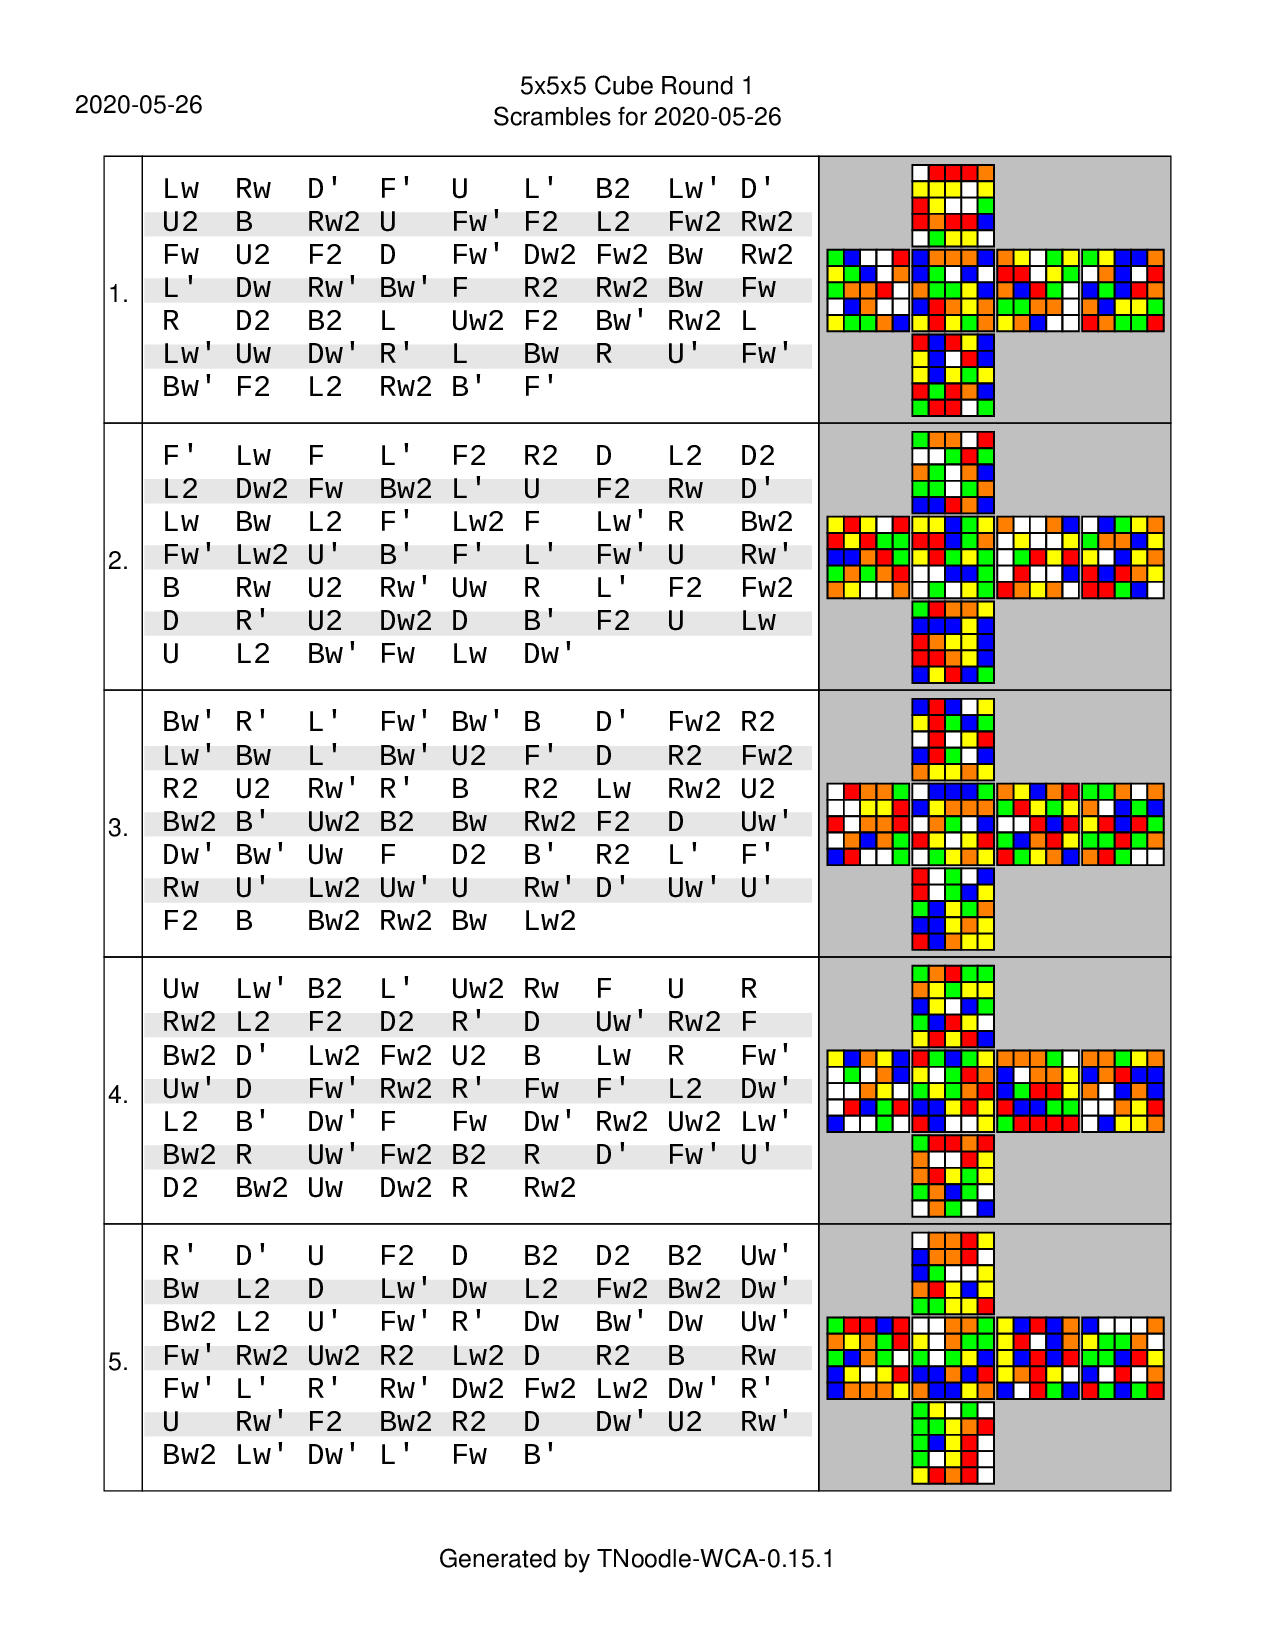 2020-05-26
5x5x5 Cube Round 1
Scrambles for 2020-05-26
1.
Lw Rw D' F' U L' B2 Lw' D'
U2 B Rw2 U Fw' F2 L2 Fw2 Rw2
Fw U2 F2 D Fw' Dw2 Fw2 Bw Rw2
L' Dw Rw' Bw' F R2 Rw2 Bw Fw
R D2 B2 L Uw2 F2 Bw' Rw2 L
Lw' Uw Dw' R' L Bw R U' Fw'
Bw' F2 L2 Rw2 B' F'
2.
F' Lw F L' F2 R2 D L2 D2
L2 Dw2 Fw Bw2 L' U F2 Rw D'
Lw Bw L2 F' Lw2 F Lw' R Bw2
Fw' Lw2 U' B' F' L' Fw' U Rw'
B Rw U2 Rw' Uw R L' F2 Fw2
D R' U2 Dw2 D B' F2 U Lw
U L2 Bw' Fw Lw Dw'
3.
Bw' R' L' Fw' Bw' B D' Fw2 R2
Lw' Bw L' Bw' U2 F' D R2 Fw2
R2 U2 Rw' R' B R2 Lw Rw2 U2
Bw2 B' Uw2 B2 Bw Rw2 F2 D Uw'
Dw' Bw' Uw F D2 B' R2 L' F'
Rw U' Lw2 Uw' U Rw' D' Uw' U'
F2 B Bw2 Rw2 Bw Lw2
4.
Uw Lw' B2 L' Uw2 Rw F U R
Rw2 L2 F2 D2 R' D Uw' Rw2 F
Bw2 D' Lw2 Fw2 U2 B Lw R Fw'
Uw' D Fw' Rw2 R' Fw F' L2 Dw'
L2 B' Dw' F Fw Dw' Rw2 Uw2 Lw'
Bw2 R Uw' Fw2 B2 R D' Fw' U'
D2 Bw2 Uw Dw2 R Rw2
5.
R' D' U F2 D B2 D2 B2 Uw'
Bw L2 D Lw' Dw L2 Fw2 Bw2 Dw'
Bw2 L2 U' Fw' R' Dw Bw' Dw Uw'
Fw' Rw2 Uw2 R2 Lw2 D R2 B Rw
Fw' L' R' Rw' Dw2 Fw2 Lw2 Dw' R'
U Rw' F2 Bw2 R2 D Dw' U2 Rw'
Bw2 Lw' Dw' L' Fw B'
Generated by TNoodle-WCA-0.15.1